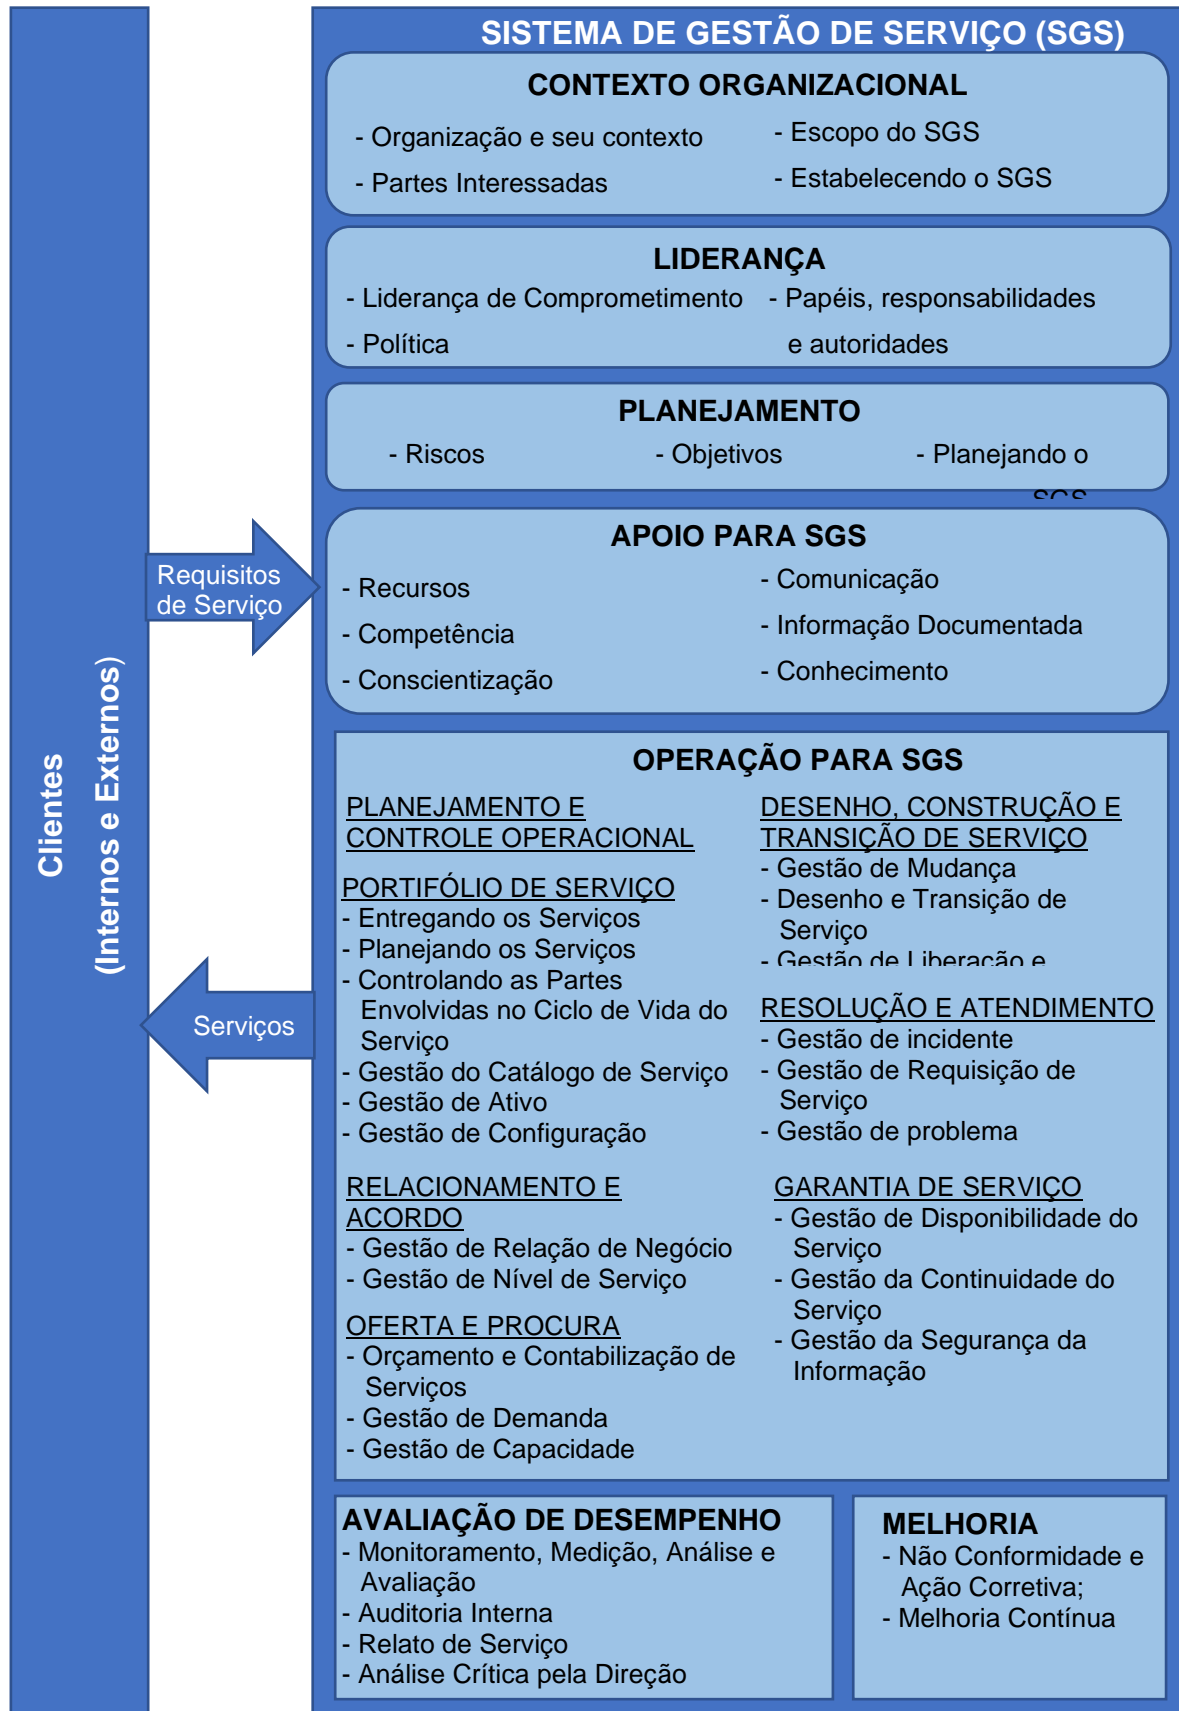 SISTEMA DE GESTÃO DE SERVIÇO (SGS)
CONTEXTO ORGANIZACIONAL
- Organização e seu contexto
- Partes Interessadas
- Escopo do SGS
- Estabelecendo o SGS
LIDERANÇA
- Liderança de Comprometimento
- Política
- Papéis, responsabilidades
e autoridades
PLANEJAMENTO
- Riscos
- Objetivos
- Planejando o
SGS
APOIO PARA SGS
- Recursos
- Competência
- Conscientização
- Comunicação
- Informação Documentada
- Conhecimento
Requisitos
de Serviço
Clientes
(Internos e Externos)
Serviços
OPERAÇÃO PARA SGS
PLANEJAMENTO E
CONTROLE OPERACIONAL
PORTIFÓLIO DE SERVIÇO
- Entregando os Serviços
- Planejando os Serviços
- Controlando as Partes
Envolvidas no Ciclo de Vida do
Serviço
- Gestão do Catálogo de Serviço
- Gestão de Ativo
- Gestão de Configuração
RELACIONAMENTO E
ACORDO
- Gestão de Relação de Negócio
- Gestão de Nível de Serviço
OFERTA E PROCURA
- Orçamento e Contabilização de
Serviços
- Gestão de Demanda
- Gestão de Capacidade
DESENHO, CONSTRUÇÃO E
TRANSIÇÃO DE SERVIÇO
- Gestão de Mudança
- Desenho e Transição de
Serviço
- Gestão de Liberação e
RESOLUÇÃO E ATENDIMENTO
- Gestão de incidente
- Gestão de Requisição de
Serviço
- Gestão de problema
GARANTIA DE SERVIÇO
- Gestão de Disponibilidade do
Serviço
- Gestão da Continuidade do
Serviço
- Gestão da Segurança da
Informação
AVALIAÇÃO DE DESEMPENHO
- Monitoramento, Medição, Análise e
Avaliação
- Auditoria Interna
- Relato de Serviço
- Análise Crítica pela Direção
MELHORIA
- Não Conformidade e
Ação Corretiva;
- Melhoria Contínua